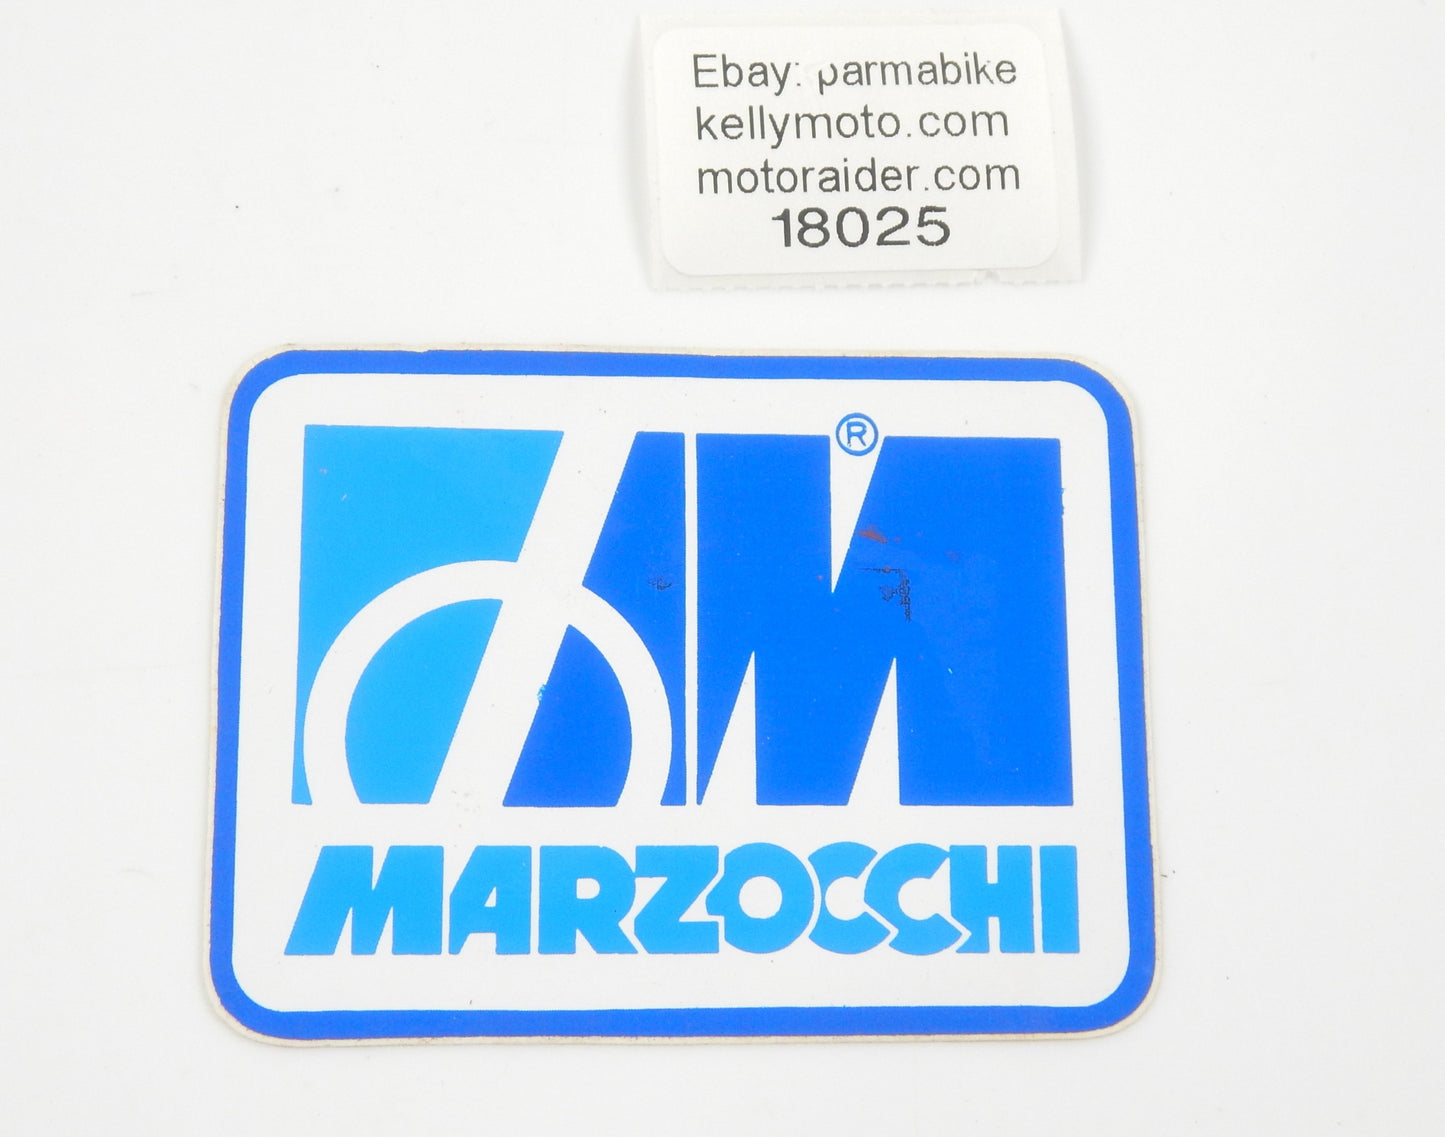 Ebay: parmabike
kellymoto.com
motoraider.com
18025
®
M
MARZOCCHI